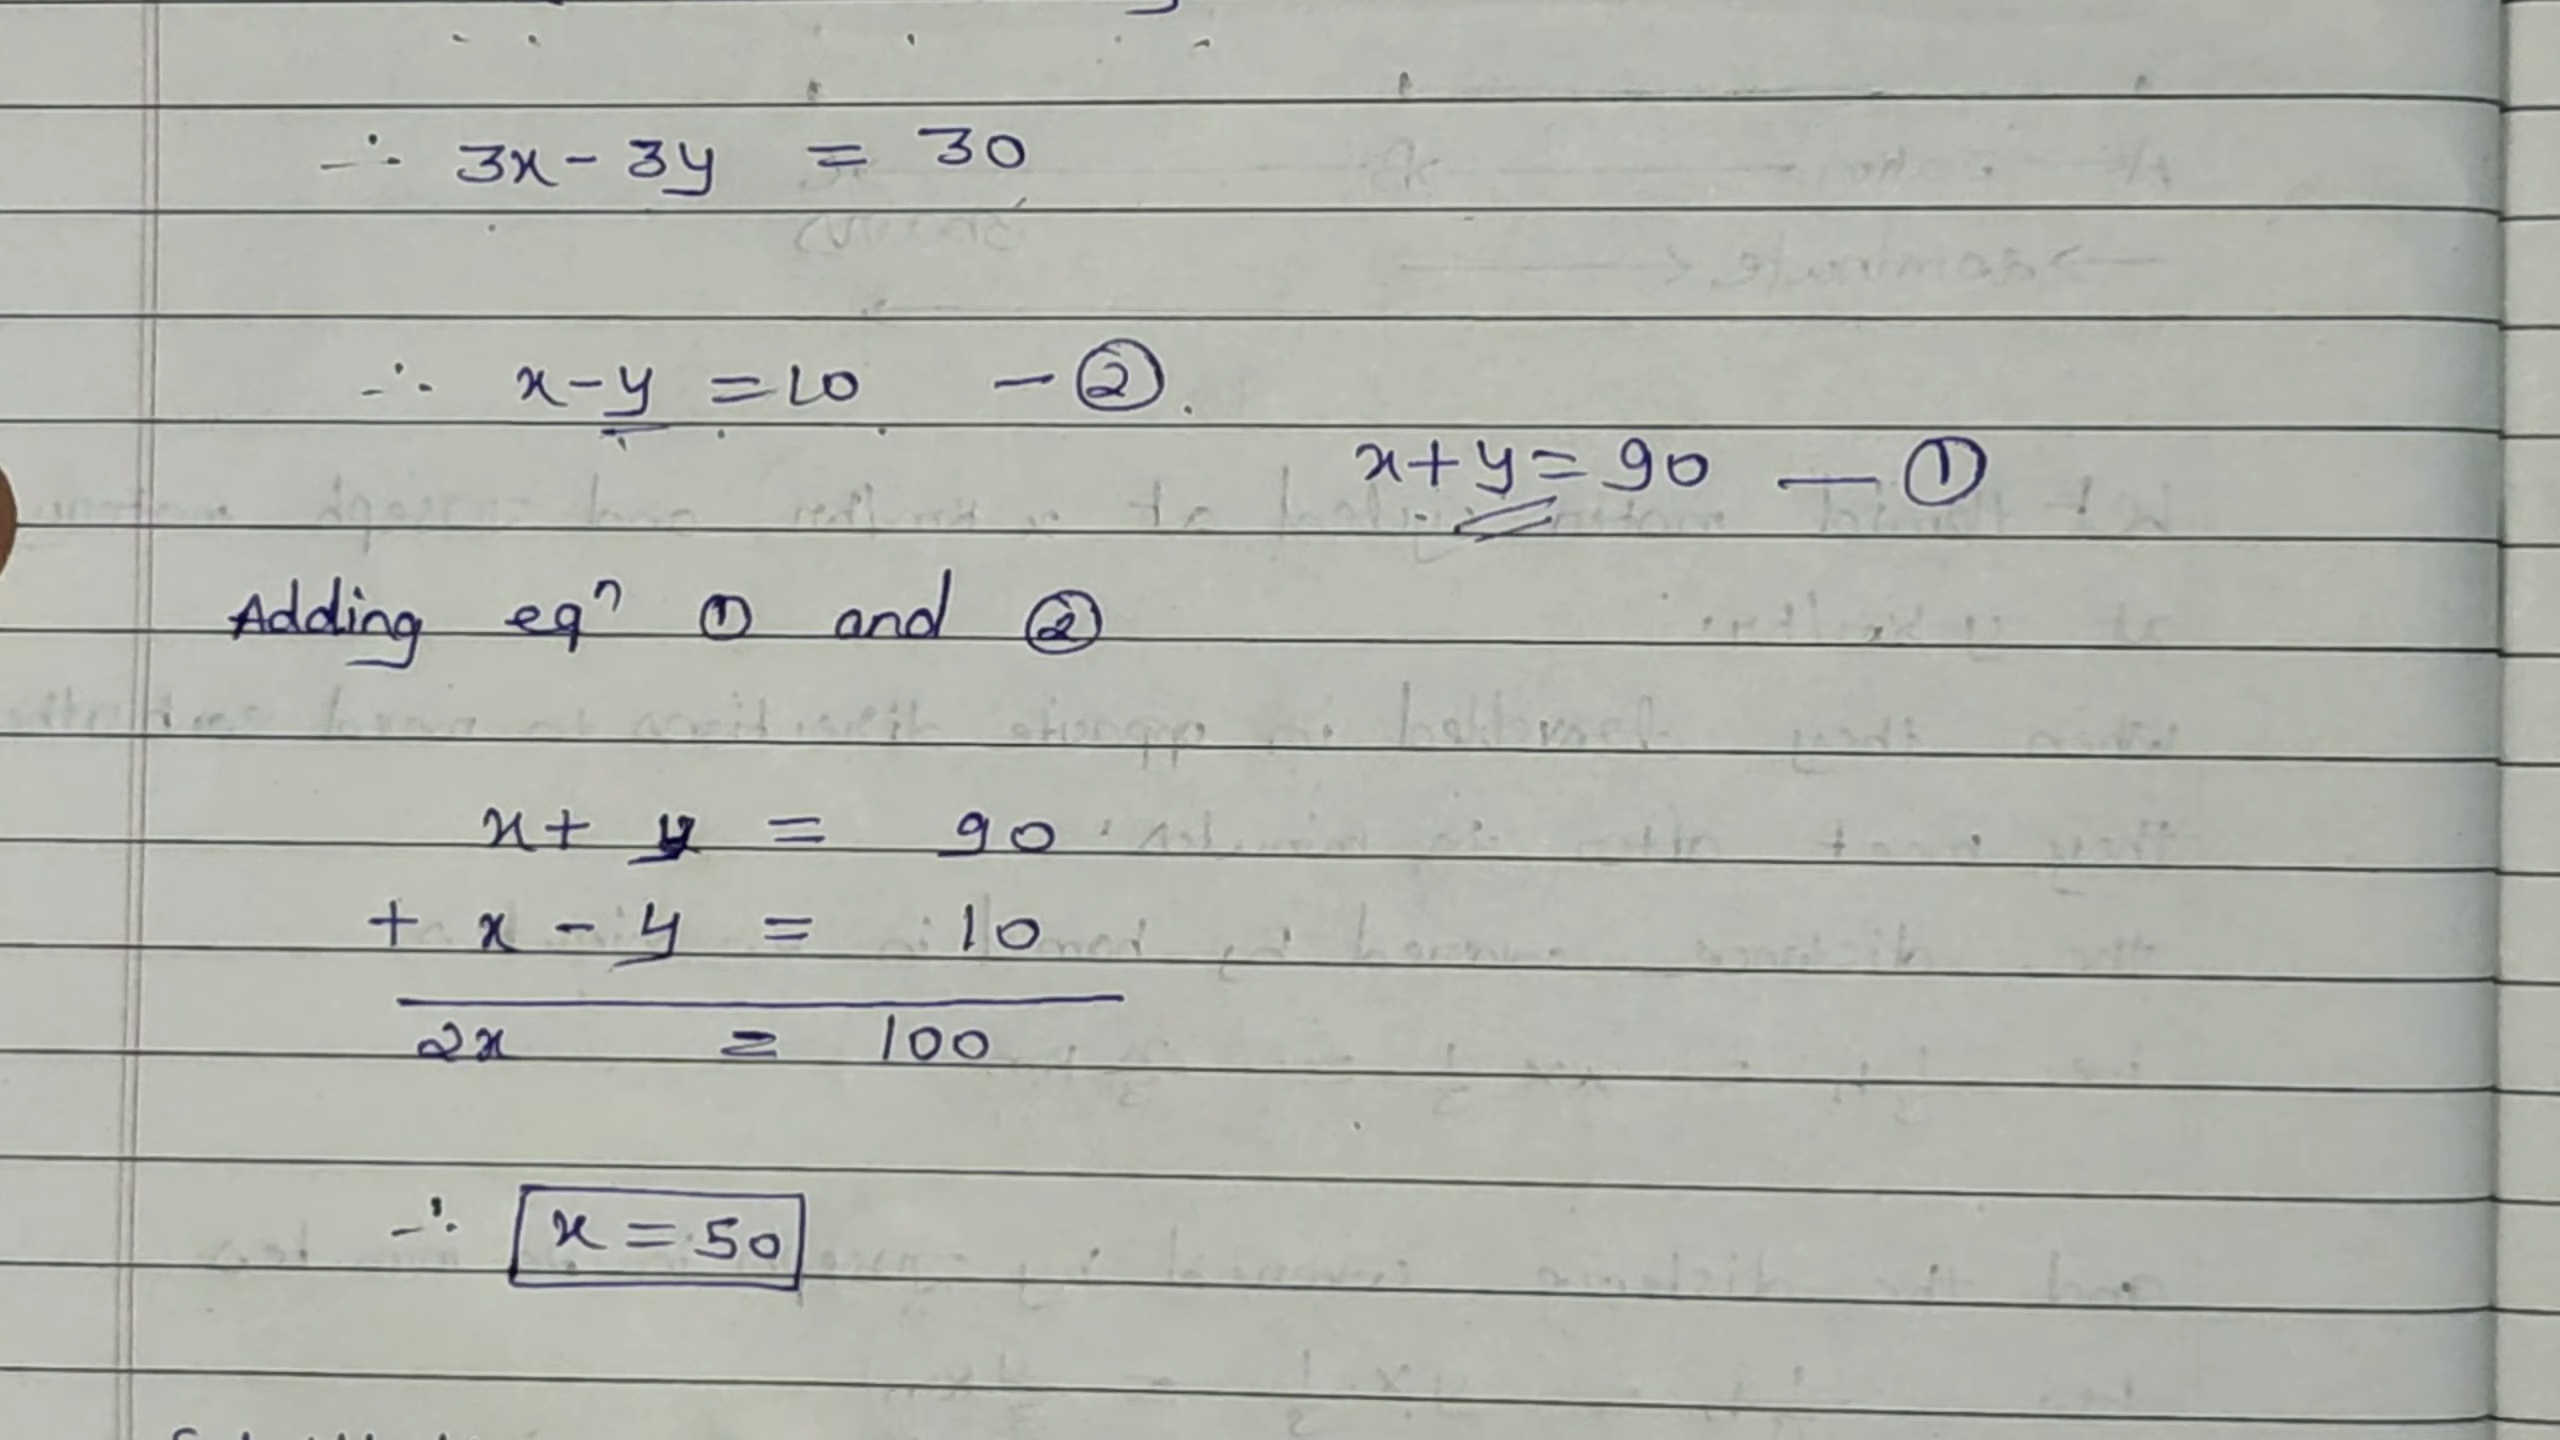 ∴ 3x - 3y = 30
∴ x - y = 10 - ②.
x + y = 90 — ①
Adding eqⁿ ① and ②
x + y = 90
+ x - y = 10
2x = 100
∴ x = 50